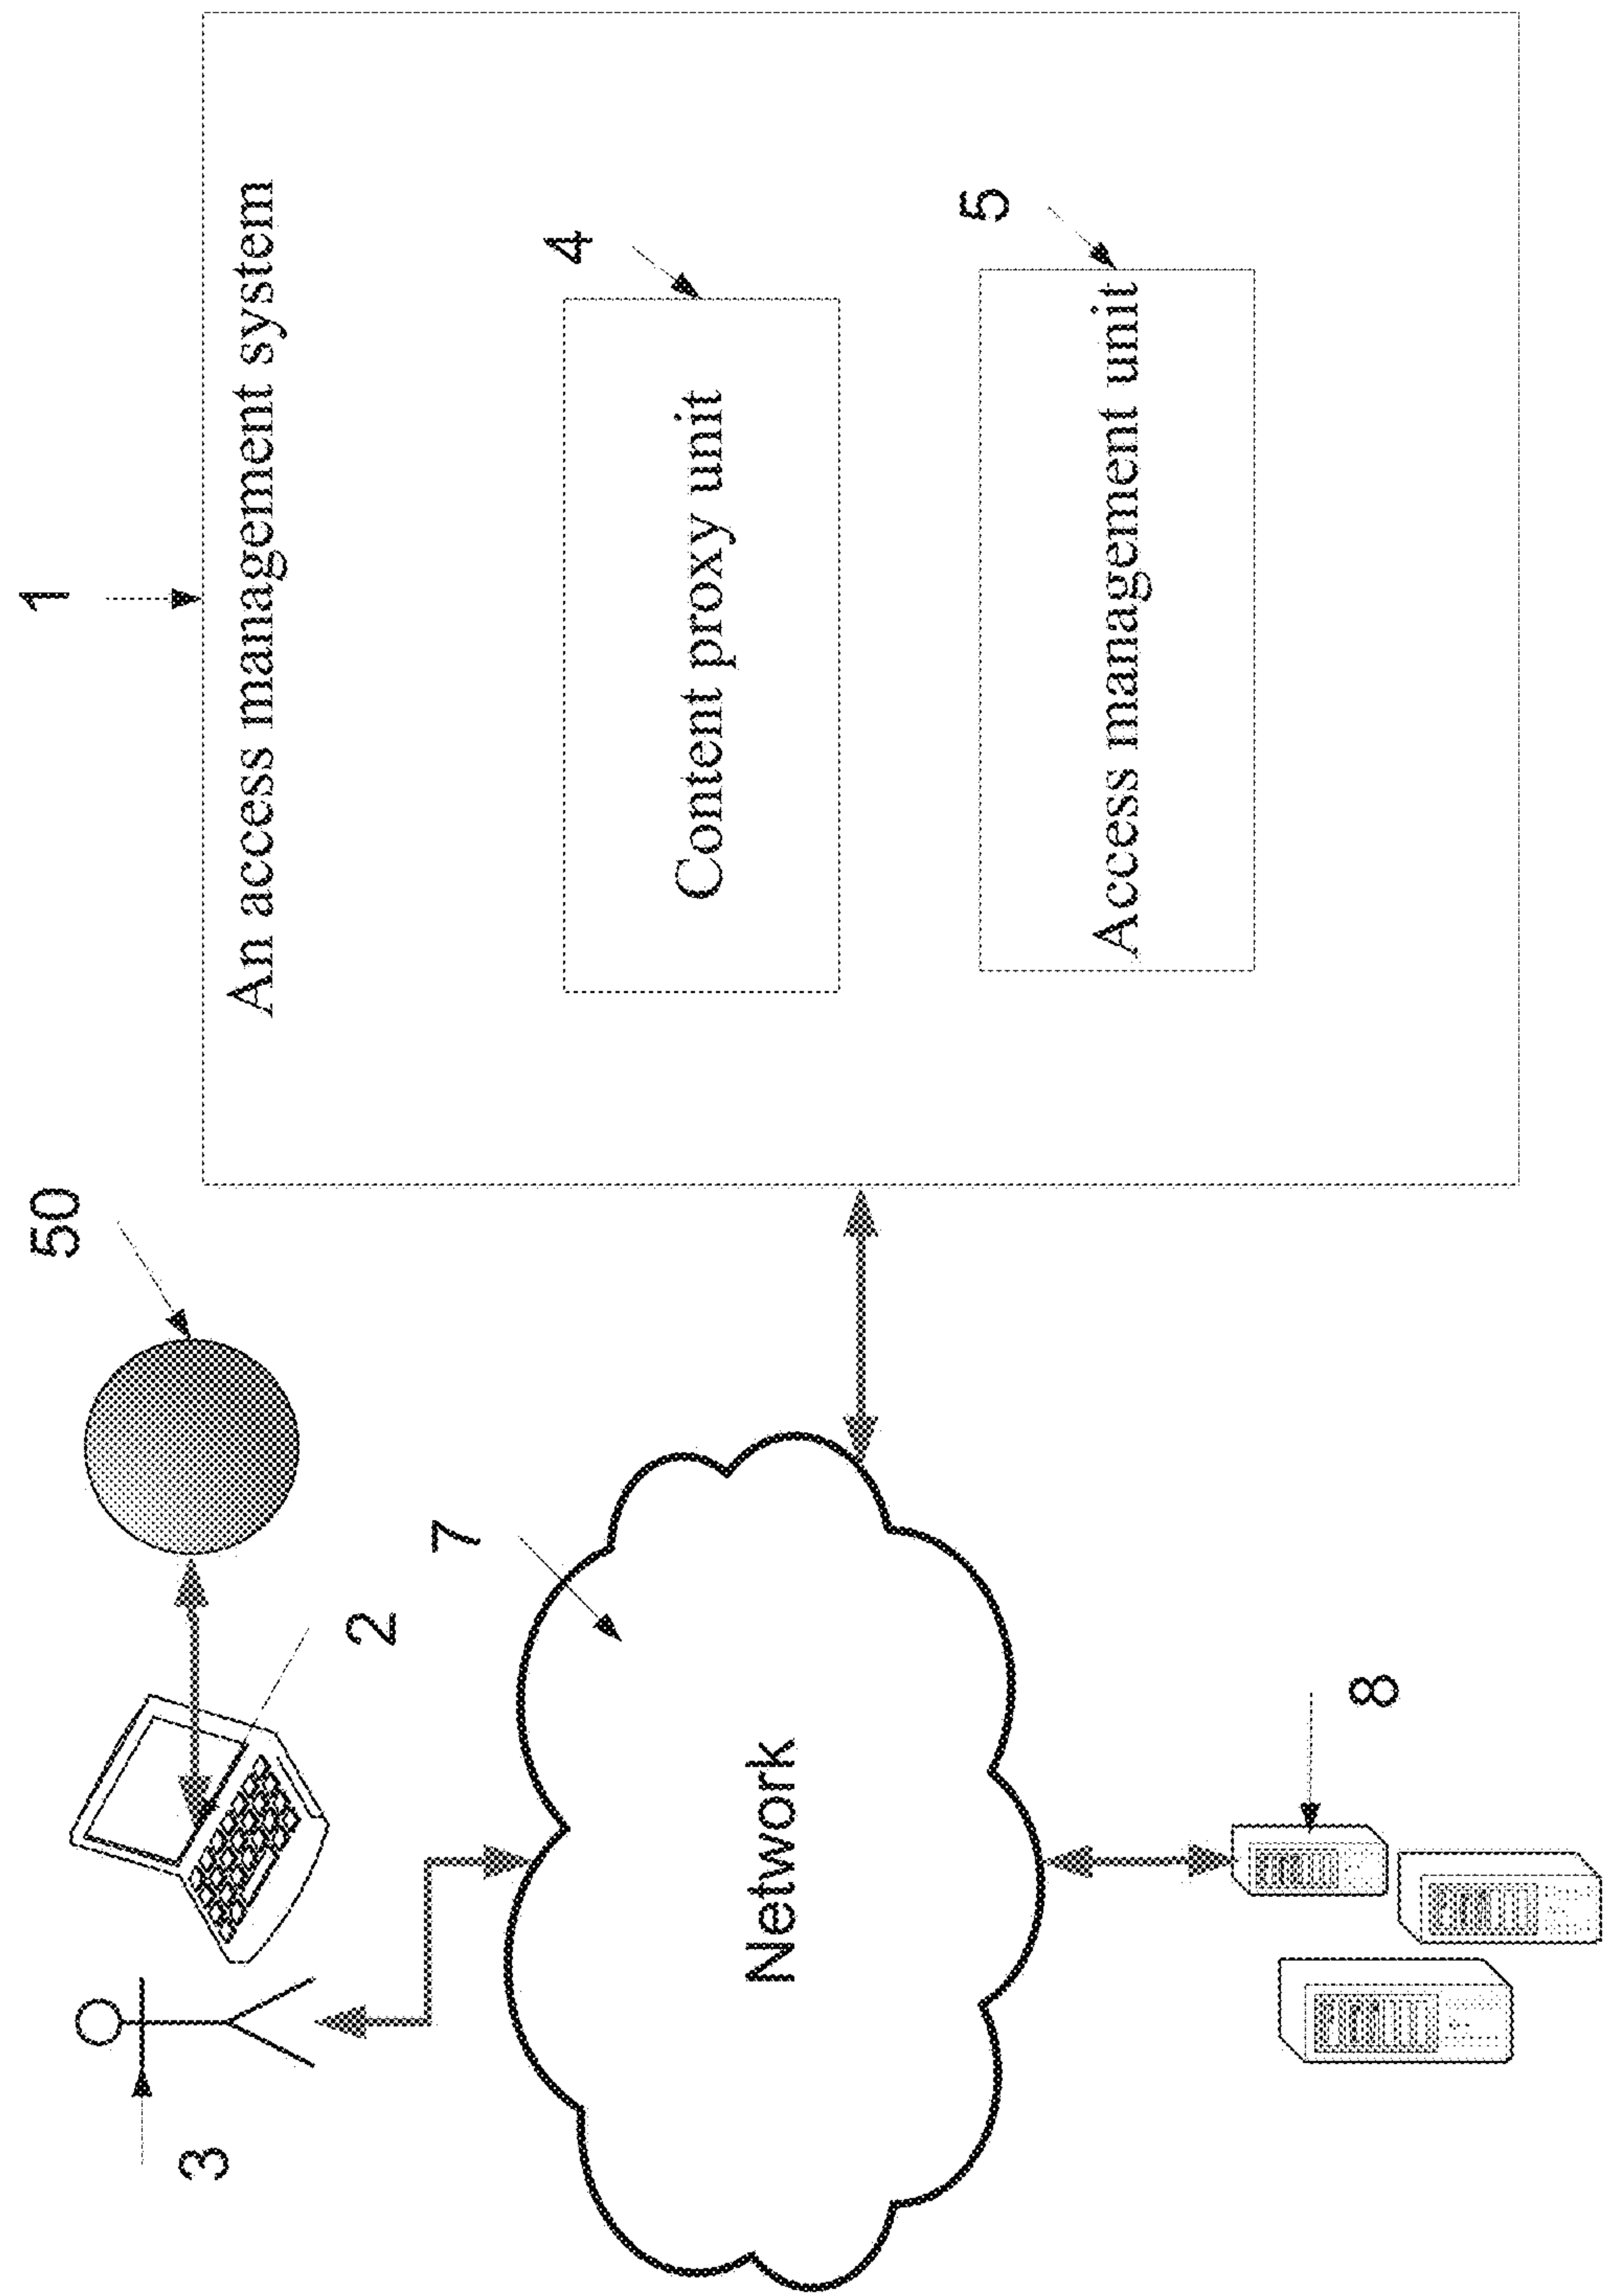 1
An access management system
4
Content proxy unit
5
Access management unit
50
2
3
7
Network
8